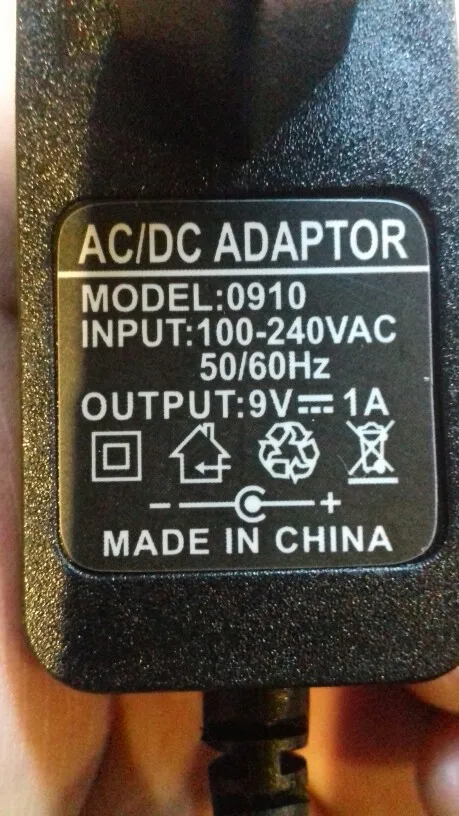 AC/DC ADAPTOR
MODEL:0910
INPUT:100-240VAC
50/60Hz
OUTPUT:9V⎓1A
- +
MADE IN CHINA